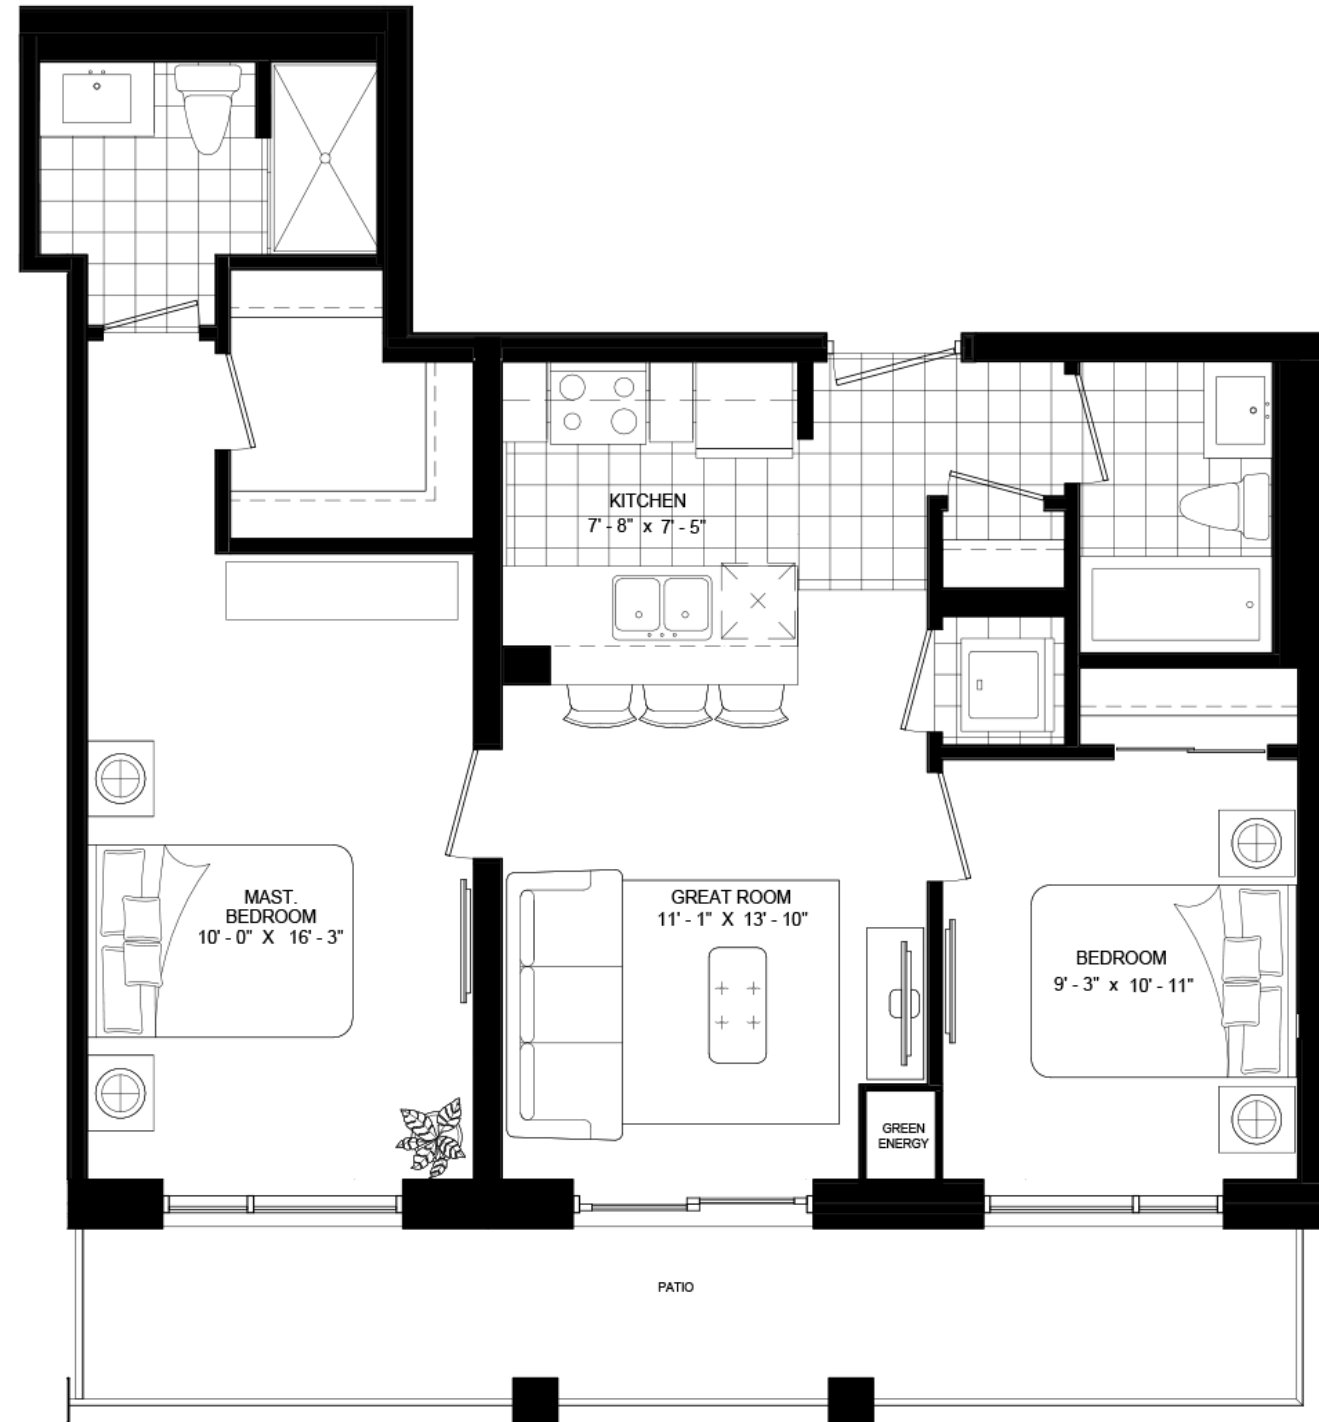 KITCHEN
7' - 8" x 7' - 5"
MAST.
BEDROOM
10' - 0" X 16' - 3"
GREAT ROOM
11' - 1" X 13' - 10"
BEDROOM
9' - 3" x 10' - 11"
GREEN
ENERGY
PATIO